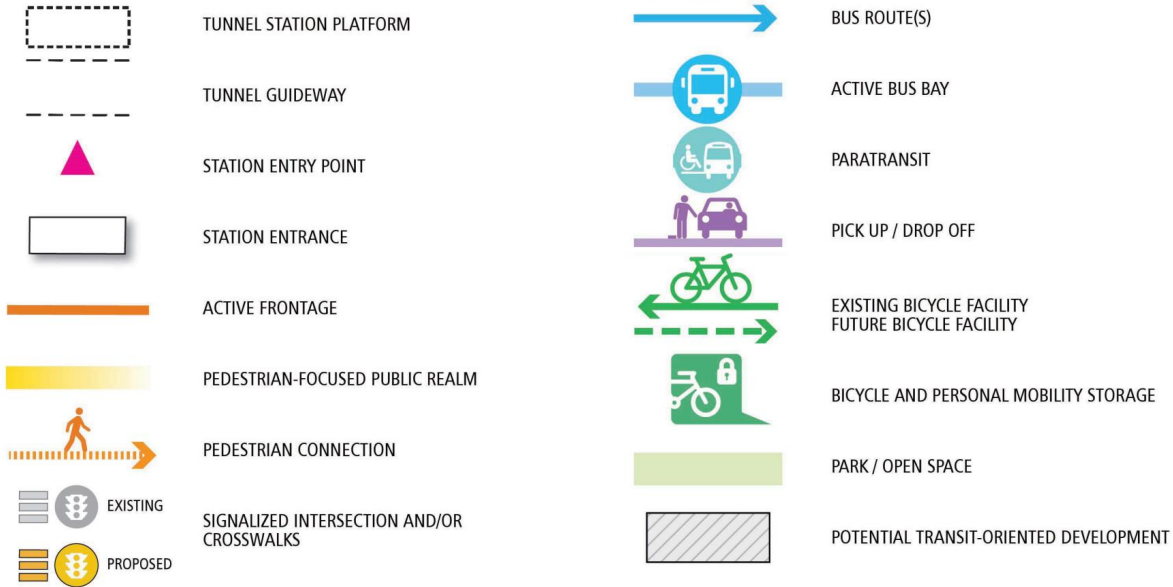 TUNNEL STATION PLATFORM
TUNNEL GUIDEWAY
STATION ENTRY POINT
STATION ENTRANCE
ACTIVE FRONTAGE
PEDESTRIAN-FOCUSED PUBLIC REALM
PEDESTRIAN CONNECTION
EXISTING
SIGNALIZED INTERSECTION AND/OR
CROSSWALKS
PROPOSED
BUS ROUTE(S)
ACTIVE BUS BAY
PARATRANSIT
PICK UP / DROP OFF
EXISTING BICYCLE FACILITY
FUTURE BICYCLE FACILITY
BICYCLE AND PERSONAL MOBILITY STORAGE
PARK / OPEN SPACE
POTENTIAL TRANSIT-ORIENTED DEVELOPMENT